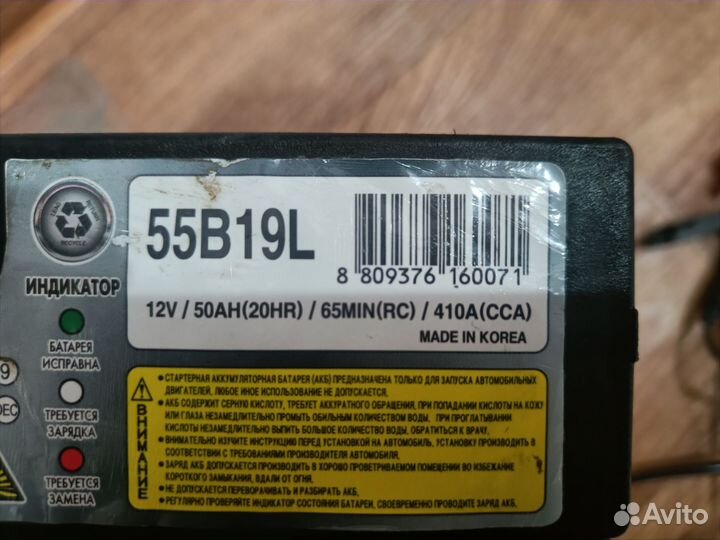 RECYCLE
55B19L
8 809376 160071
12V / 50AH(20HR) / 65MIN(RC) / 410A(CCA)
MADE IN KOREA
ИНДИКАТОР
БАТАРЕЯ
ИСПРАВНА
ТРЕБУЕТСЯ
ЗАРЯДКА
ТРЕБУЕТСЯ
ЗАМЕНА
9
DEC
ВНИМАНИЕ
• СТАРТЕРНАЯ АККУМУЛЯТОРНАЯ БАТАРЕЯ (АКБ) ПРЕДНАЗНАЧЕНА ТОЛЬКО ДЛЯ ЗАПУСКА АВТОМОБИЛЬНЫХ
ДВИГАТЕЛЕЙ, ЛЮБОЕ ИНОЕ ИСПОЛЬЗОВАНИЕ НЕ ДОПУСКАЕТСЯ.
• АКБ СОДЕРЖИТ СЕРНУЮ КИСЛОТУ, ТРЕБУЕТ АККУРАТНОГО ОБРАЩЕНИЯ, ПРИ ПОПАДАНИИ КИСЛОТЫ НА КОЖУ
ИЛИ ГЛАЗА НЕЗАМЕДЛИТЕЛЬНО ПРОМЫТЬ ОБИЛЬНЫМ КОЛИЧЕСТВОМ ВОДЫ, ПРИ ПРОГЛАТЫВАНИИ
КИСЛОТЫ НЕЗАМЕДЛИТЕЛЬНО ВЫПИТЬ БОЛЬШОЕ КОЛИЧЕСТВО ВОДЫ, ОБРАТИТЬСЯ К ВРАЧУ.
• ВНИМАТЕЛЬНО ИЗУЧИТЕ ИНСТРУКЦИЮ ПЕРЕД УСТАНОВКОЙ НА АВТОМОБИЛЬ, УСТАНОВКУ ПРОИЗВОДИТЬ В
СООТВЕТСТВИИ С ТРЕБОВАНИЯМИ ПРОИЗВОДИТЕЛЯ АВТОМОБИЛЯ.
• ЗАРЯД АКБ ДОПУСКАЕТСЯ ПРОИЗВОДИТЬ В ХОРОШО ПРОВЕТРИВАЕМОМ ПОМЕЩЕНИИ ВО ИЗБЕЖАНИЕ
КОРОТКОГО ЗАМЫКАНИЯ, ВДАЛИ ОТ ОГНЯ.
• НЕ ДОПУСКАЕТСЯ ПЕРЕВОРАЧИВАТЬ И РАЗБИРАТЬ АКБ.
• РЕГУЛЯРНО ПРОВЕРЯЙТЕ ИНДИКАТОР СОСТОЯНИЯ БАТАРЕИ, СВОЕВРЕМЕННО ПРОИЗВОДИТЕ ЗАРЯД АКБ.
Avito